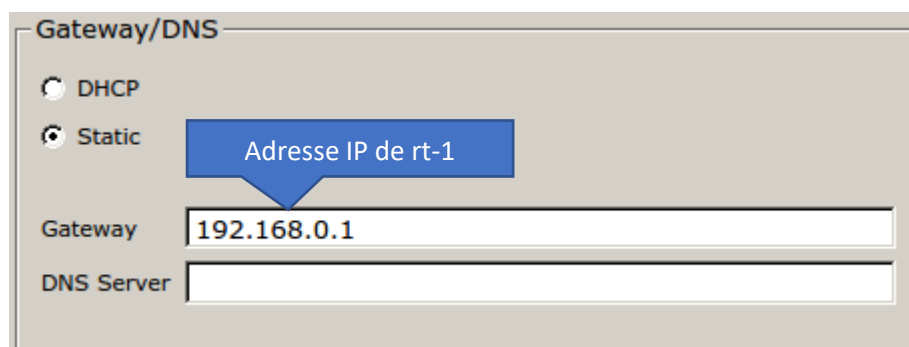 Gateway/DNS
DHCP
Static
Adresse IP de rt-1
Gateway 192.168.0.1
DNS Server